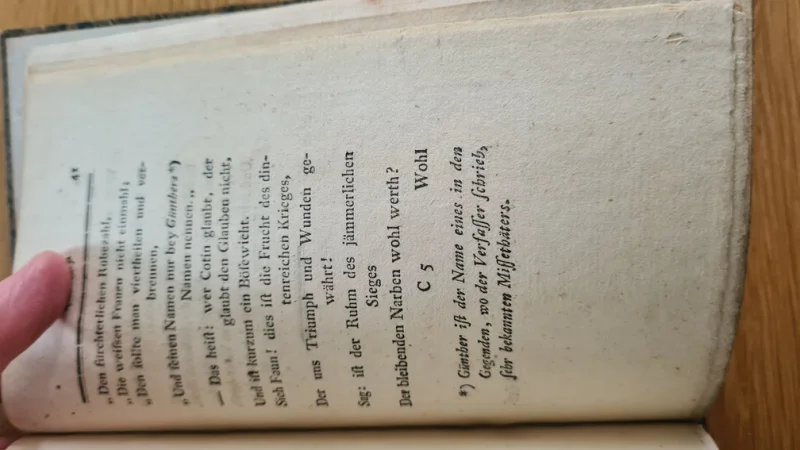 41
„Den fürchterlichen Rubezahl,
„Die weißen Frauen nicht einmahl;
„Den sollte man viertheilen und ver-
brennen,
„Und seinen Namen nur bey Günthers *)
Namen nennen.„
— Das heißt: wer Cotin glaubt, der
glaubt den Glauben nicht,
Und ist kurzum ein Bösewicht.
Sieh Faun! dies ist die Frucht des din-
tenreichen Krieges,
Der uns Triumph und Wunden ge-
währt!
Sag: ist der Ruhm des jämmerlichen
Sieges
Der bleibenden Narben wohl werth?
C 5 Wohl
*) Günther ist der Name eines in den
Gegenden, wo der Verfasser schrieb,
sehr bekannten Missethäters.